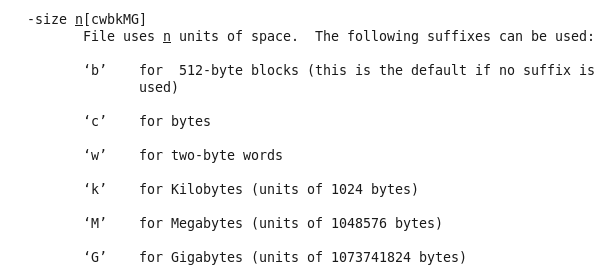 -size n[cwbkMG]
File uses n units of space.  The following suffixes can be used:
‘b’    for  512-byte blocks (this is the default if no suffix is
used)
‘c’    for bytes
‘w’    for two-byte words
‘k’    for Kilobytes (units of 1024 bytes)
‘M’    for Megabytes (units of 1048576 bytes)
‘G’    for Gigabytes (units of 1073741824 bytes)